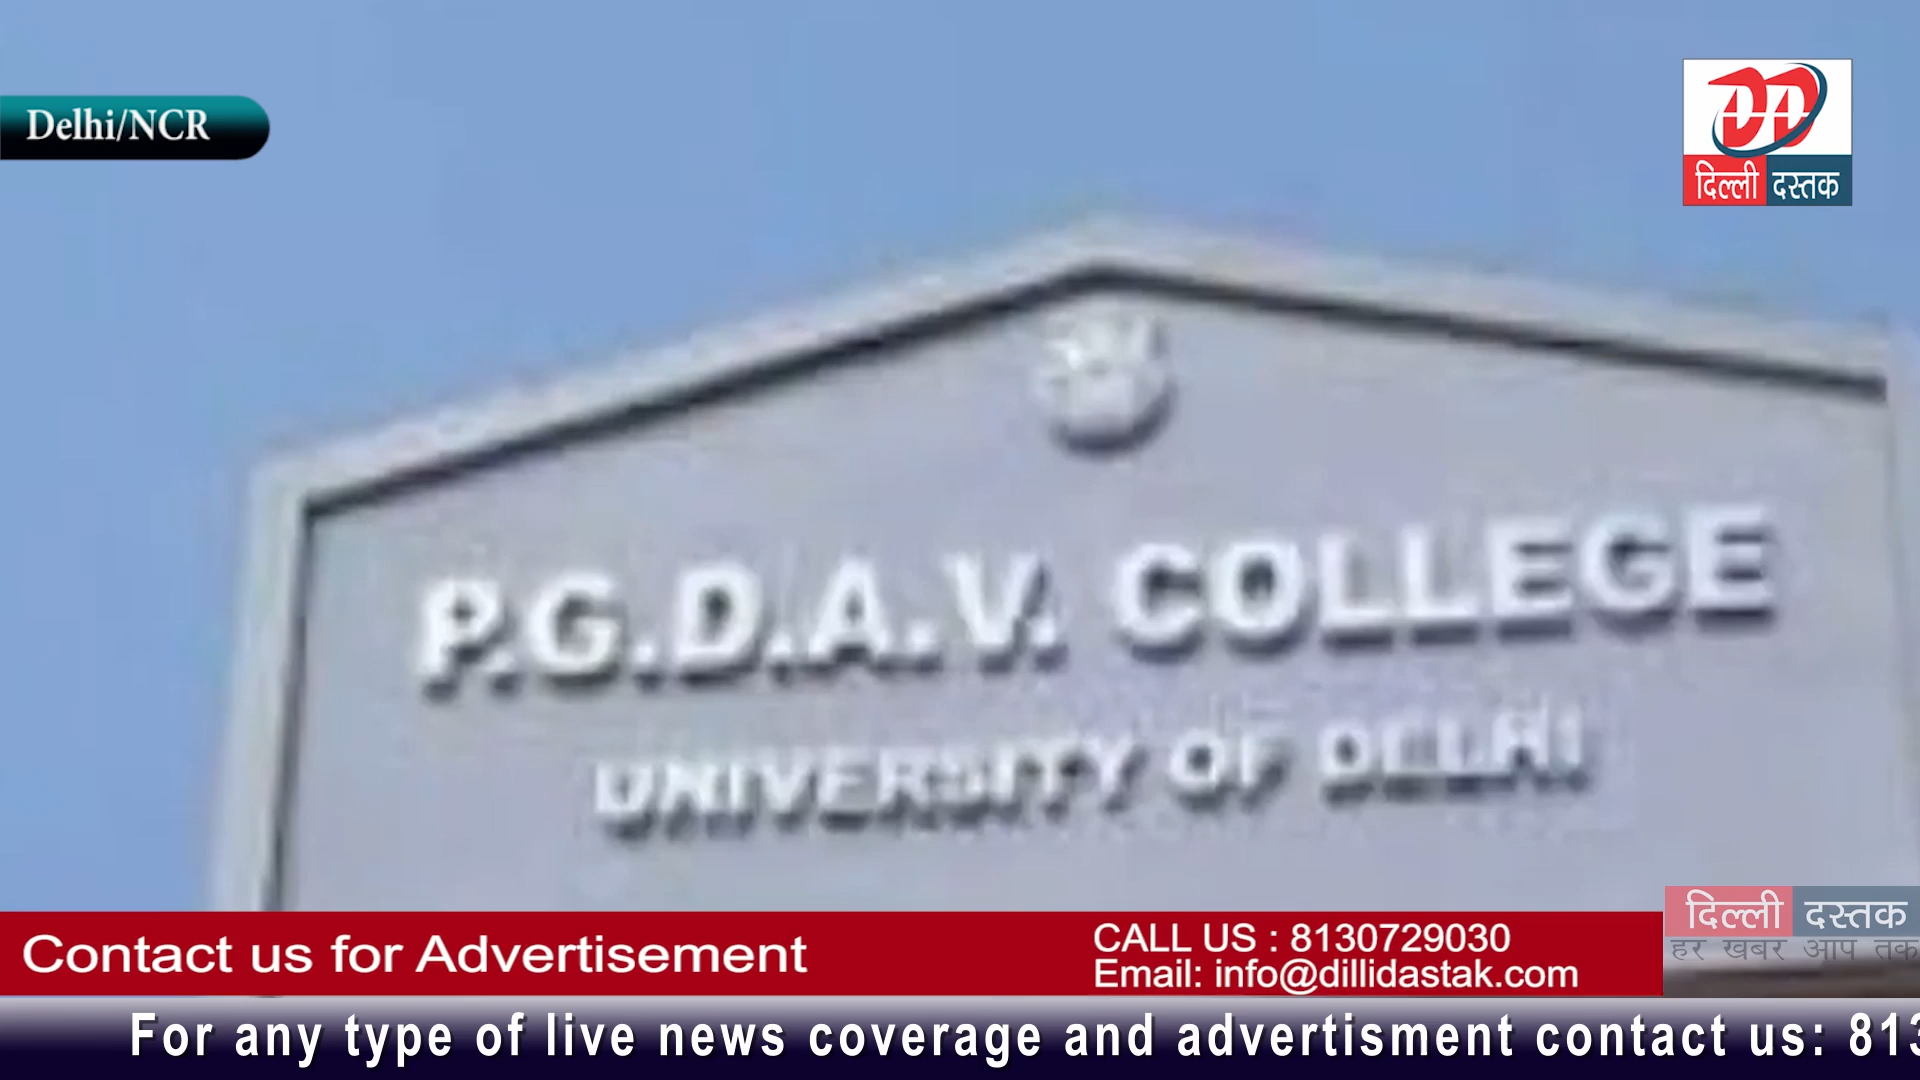 Delhi/NCR
दिल्ली दस्तक
P.G.D.A.V. COLLEGE
UNIVERSITY OF DELHI
दिल्ली दस्तक
हर खबर आप तक
Contact us for Advertisement
CALL US : 8130729030
Email: info@dillidastak.com
For any type of live news coverage and advertisment contact us: 813